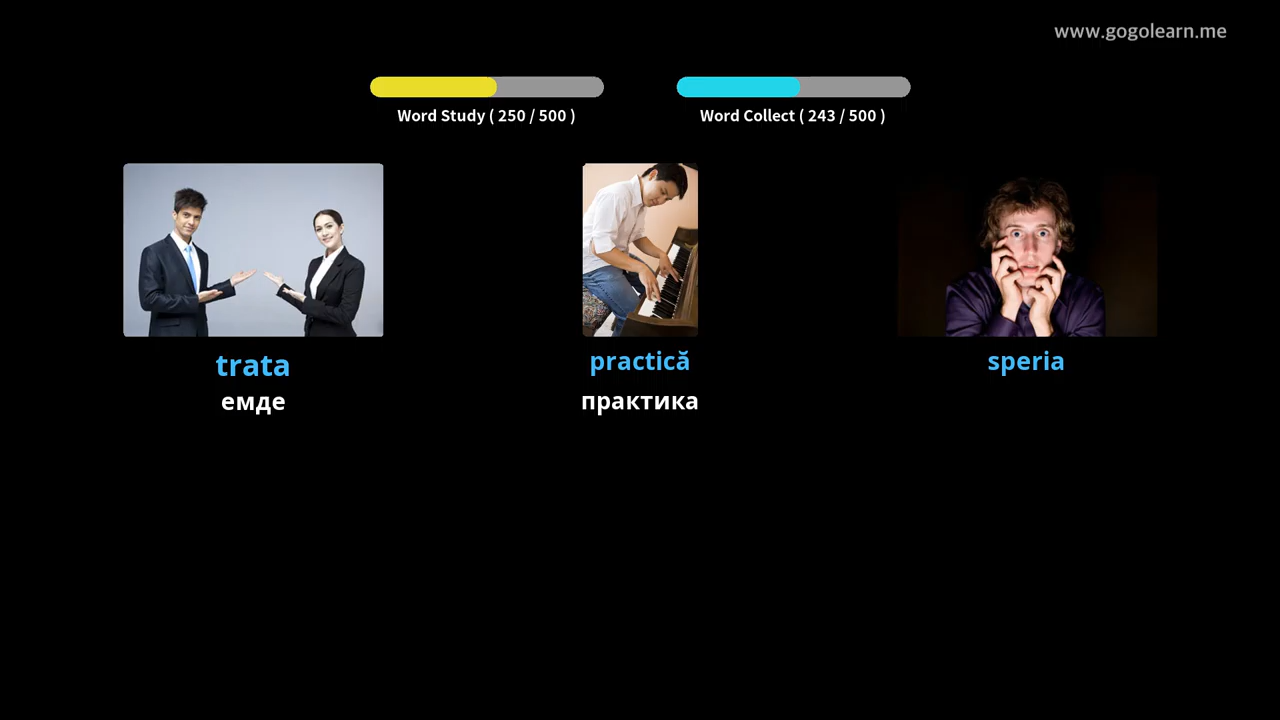 www.gogolearn.me
Word Study ( 250 / 500 )
Word Collect ( 243 / 500 )
trata
емде
practică
практика
speria